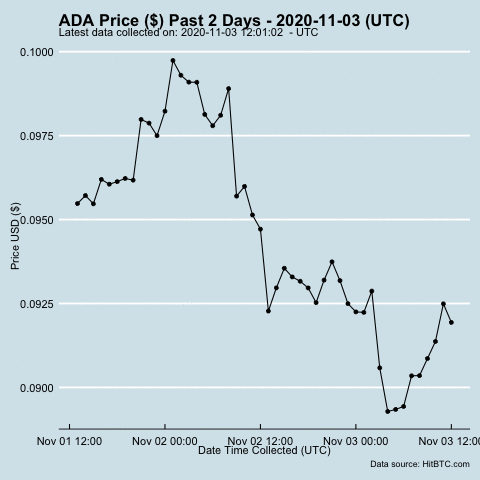 ADA Price ($) Past 2 Days - 2020-11-03 (UTC)
Latest data collected on: 2020-11-03 12:01:02 - UTC
0.1000
0.0975
0.0950
0.0925
0.0900
Price USD ($)
Nov 01 12:00 Nov 02 00:00 Nov 02 12:00 Nov 03 00:00 Nov 03 12:00
Date Time Collected (UTC)
Data source: HitBTC.com